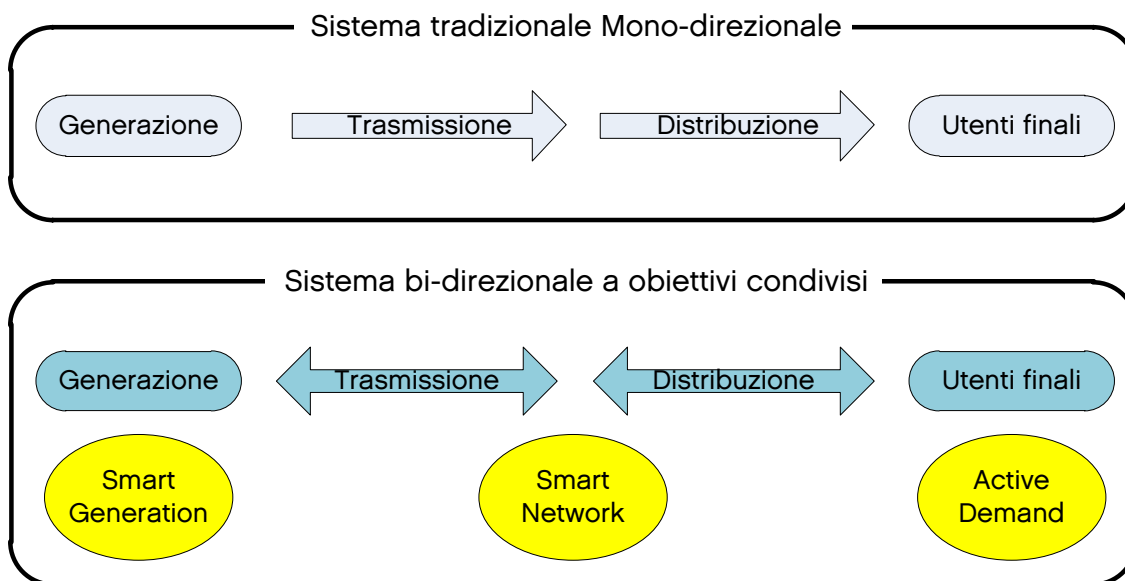 Sistema tradizionale Mono-direzionale
Generazione
Trasmissione
Distribuzione
Utenti finali
Sistema bi-direzionale a obiettivi condivisi
Generazione
Trasmissione
Distribuzione
Utenti finali
Smart
Generation
Smart
Network
Active
Demand